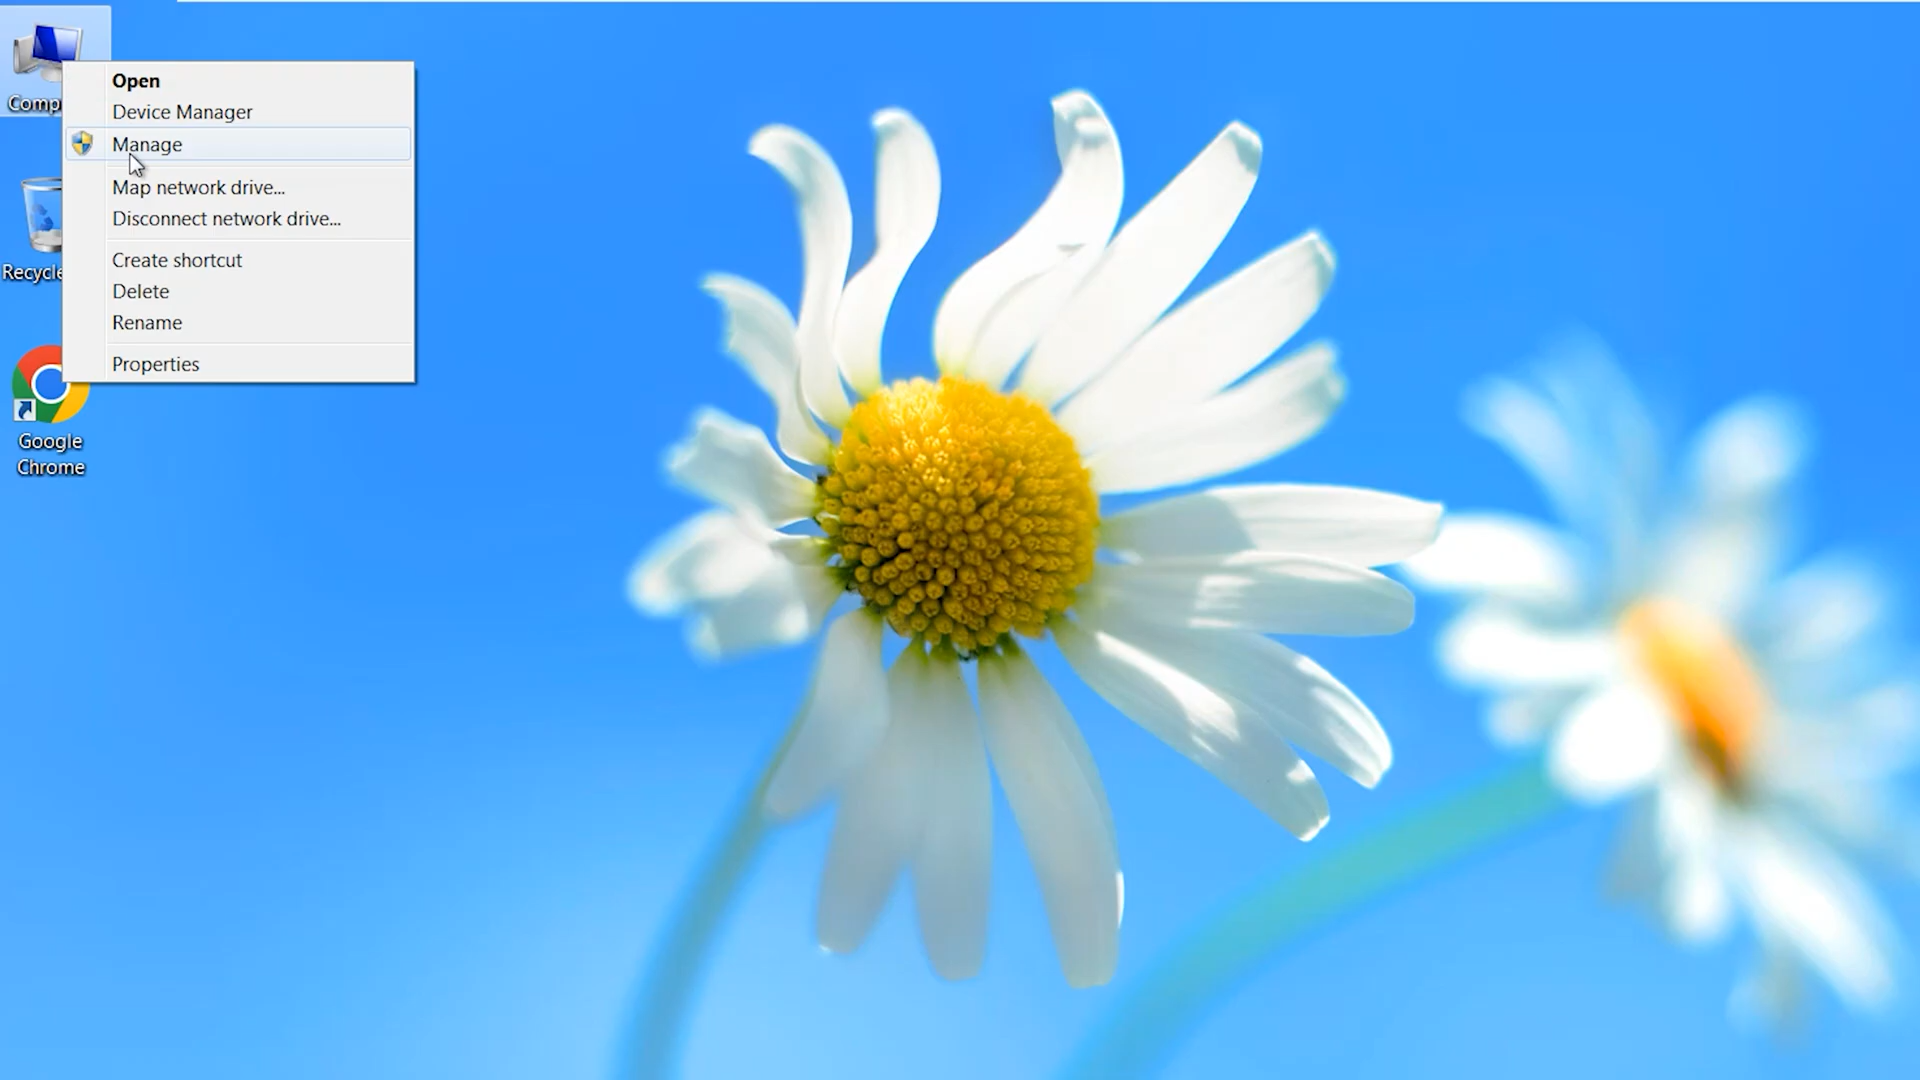 Comp
Open
Device Manager
Manage
Map network drive...
Disconnect network drive...
Create shortcut
Delete
Rename
Properties
Recycle
Google
Chrome